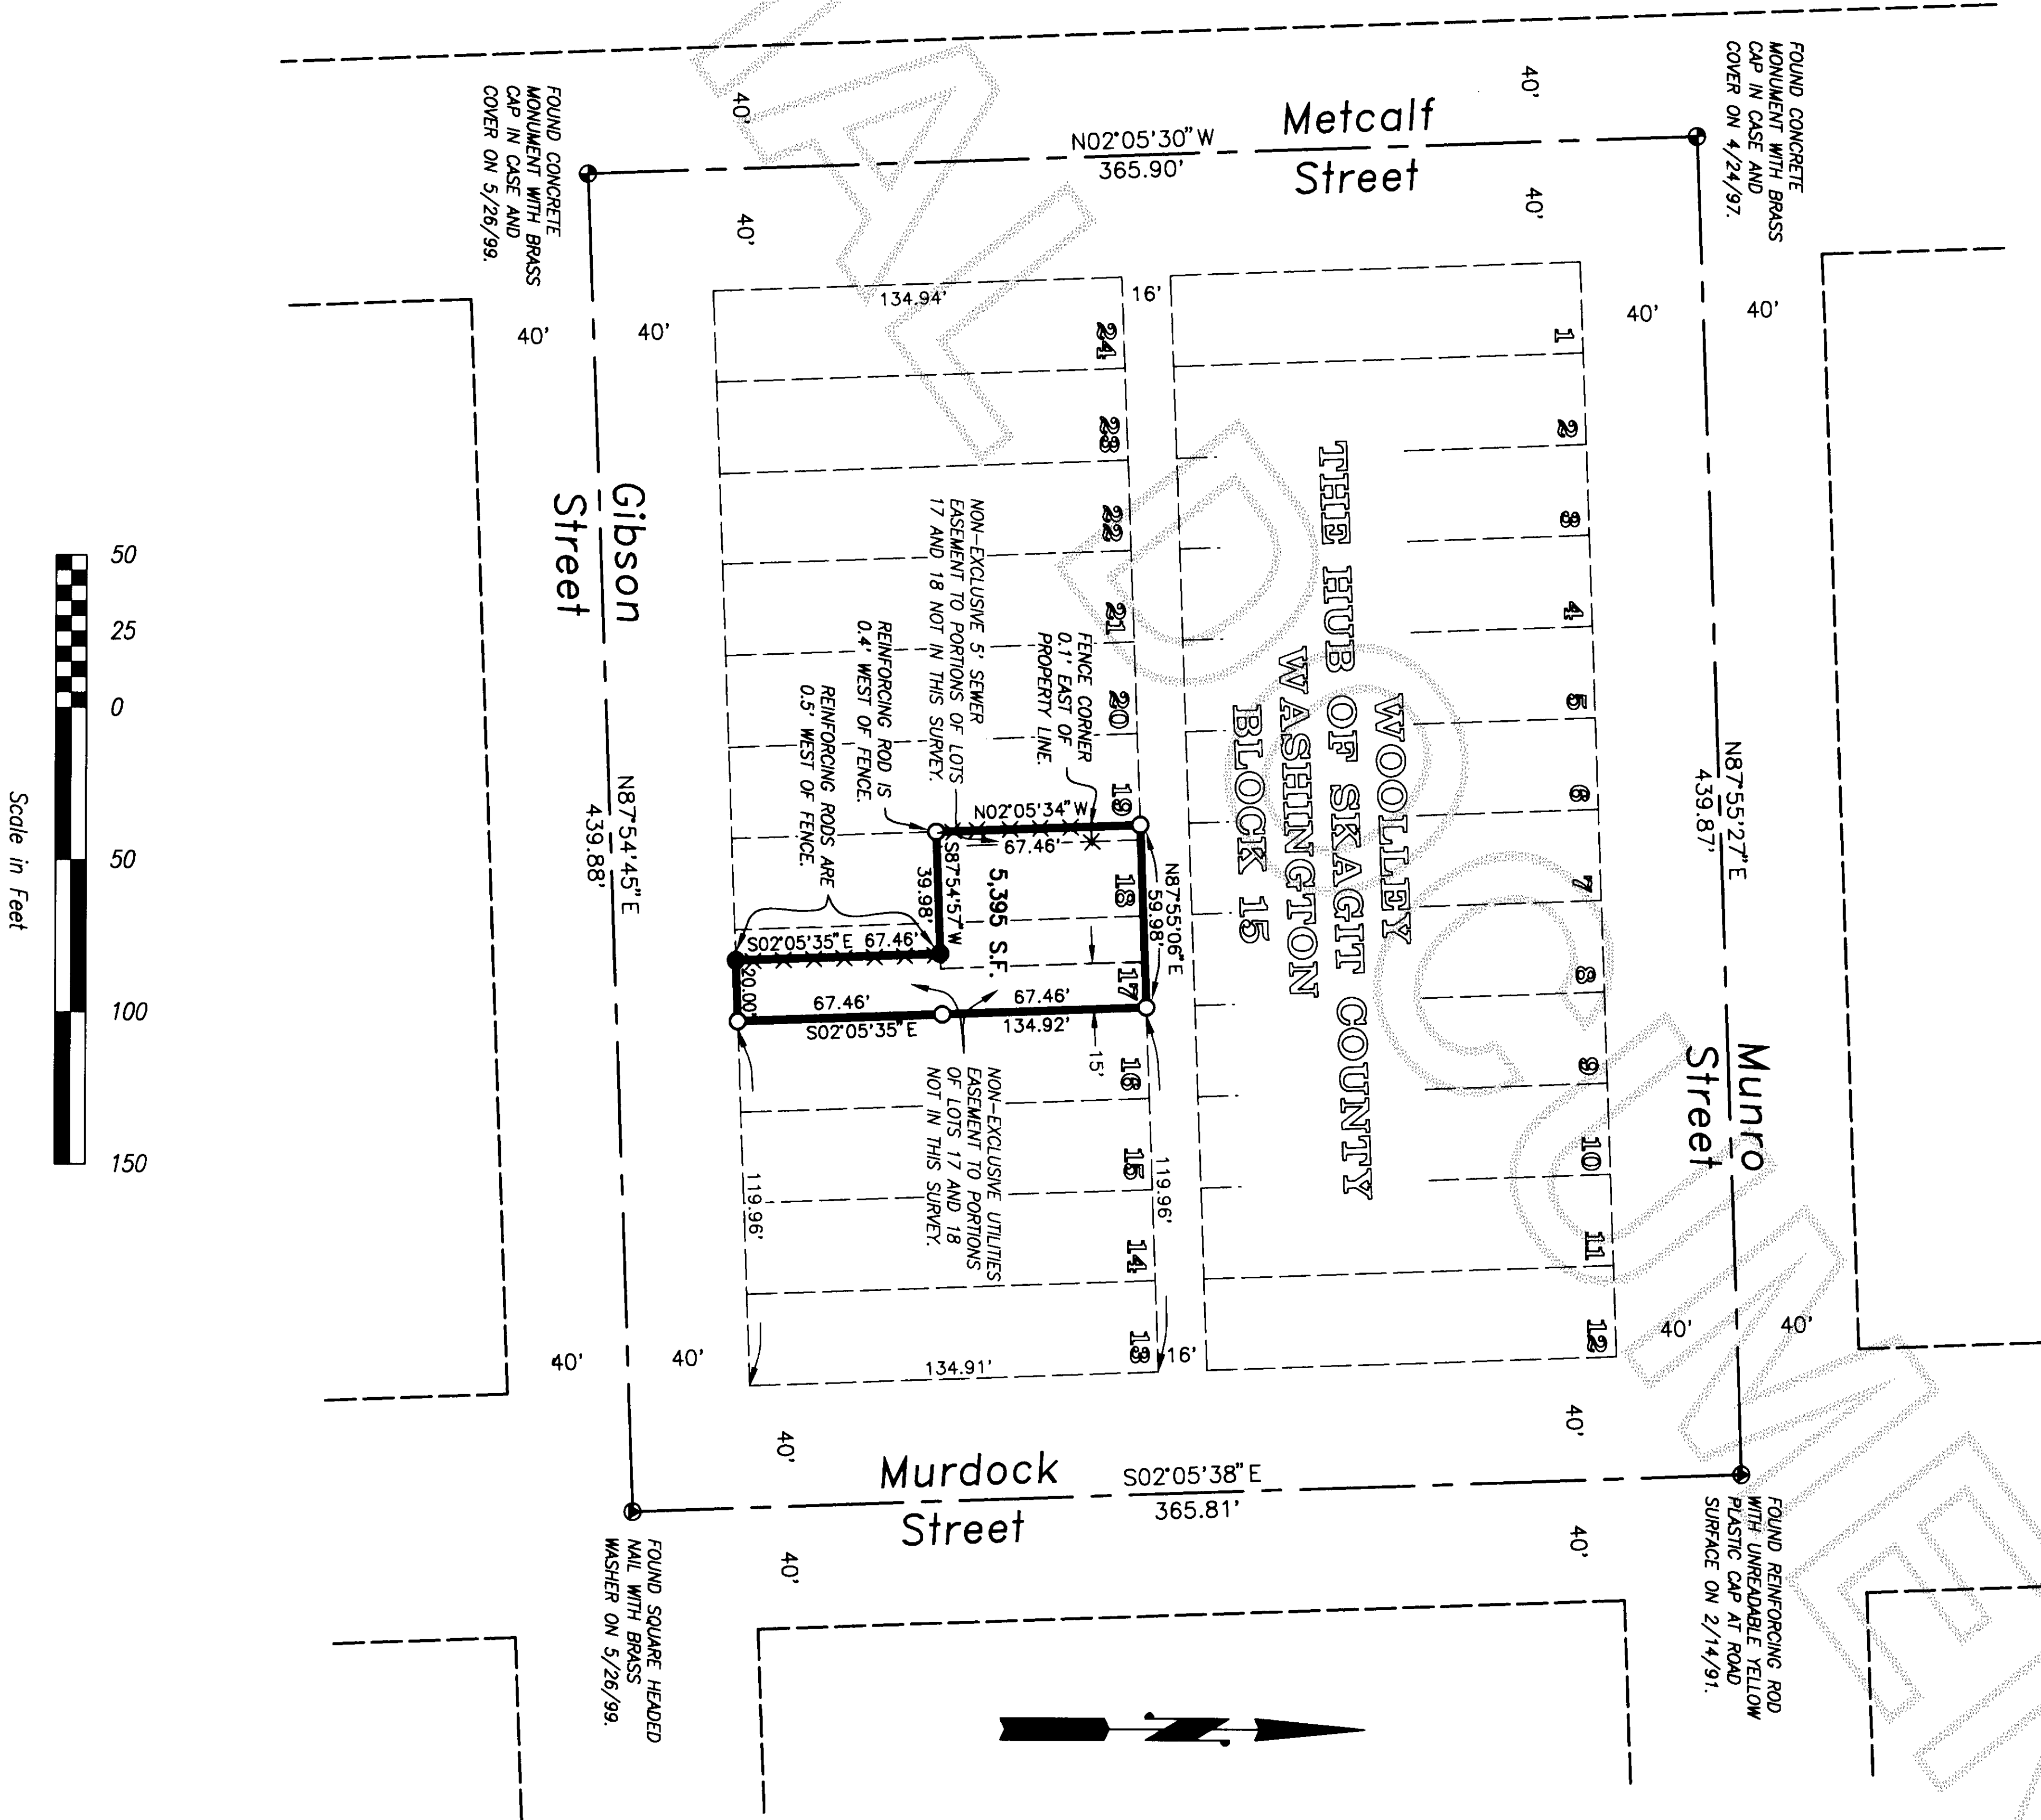 FOUND CONCRETE
MONUMENT WITH BRASS
CAP IN CASE AND
COVER ON 5/26/99.
FOUND CONCRETE
MONUMENT WITH BRASS
CAP IN CASE AND
COVER ON 4/24/97.
40'
40'
Metcalf
Street
N02°05'30"W
365.90'
40'
40'
40'
40'
40'
40'
134.94'
16'
24
23
22
21
20
19
18
17
16
15
14
13
1
2
3
4
5
6
7
8
9
10
11
12
WOOLLEY
THE HUB OF SKAGIT COUNTY
WASHINGTON
BLOCK 15
Gibson
Street
N87°54'45"E
439.88'
Munro
Street
N87°55'27"E
439.87'
NON-EXCLUSIVE 5' SEWER
EASEMENT TO PORTIONS OF LOTS
17 AND 18 NOT IN THIS SURVEY.
FENCE CORNER
0.1' EAST OF
PROPERTY LINE.
REINFORCING ROD IS
0.4' WEST OF FENCE.
REINFORCING RODS ARE
0.5' WEST OF FENCE.
N02°05'34"W
67.46'
N87°55'06"E
59.98'
S87°54'57"W
39.98'
5,395 S.F.
S02°05'35"E 67.46'
20.00'
67.46'
67.46'
S02°05'35"E
134.92'
15'
NON-EXCLUSIVE UTILITIES
EASEMENT TO PORTIONS
OF LOTS 17 AND 18
NOT IN THIS SURVEY.
119.96'
119.96'
134.91'
16'
40'
40'
40'
40'
40'
40'
Murdock
Street
S02°05'38"E
365.81'
40'
40'
FOUND SQUARE HEADED
NAIL WITH BRASS
WASHER ON 5/26/99.
FOUND REINFORCING ROD
WITH UNREADABLE YELLOW
PLASTIC CAP AT ROAD
SURFACE ON 2/14/91.
50
25
0
50
100
150
Scale in Feet
AL DOCUME